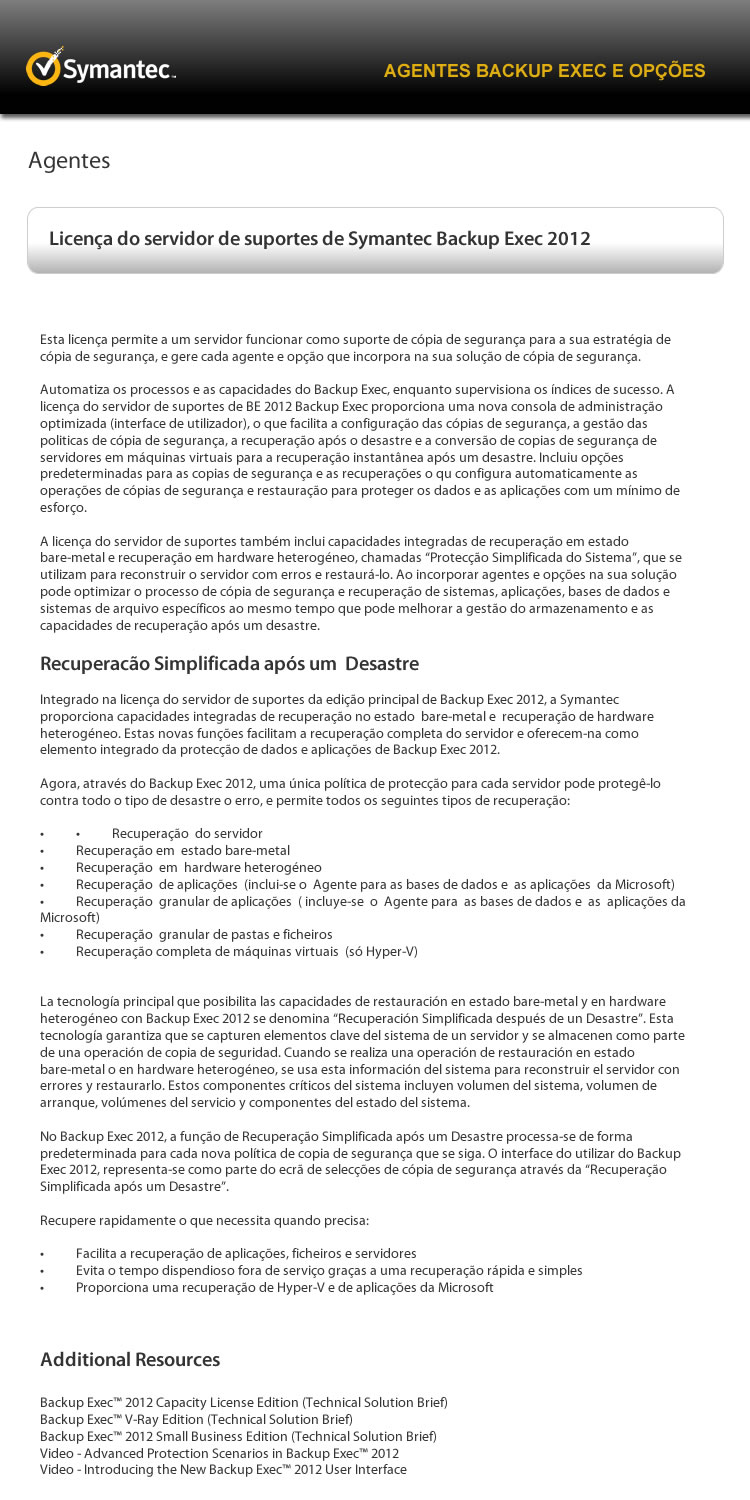 Symantec™
AGENTES BACKUP EXEC E OPÇÕES
Agentes
Licença do servidor de suportes de Symantec Backup Exec 2012
Esta licença permite a um servidor funcionar como suporte de cópia de segurança para a sua estratégia de
cópia de segurança, e gere cada agente e opção que incorpora na sua solução de cópia de segurança.
Automatiza os processos e as capacidades do Backup Exec, enquanto supervisiona os índices de sucesso. A
licença do servidor de suportes de BE 2012 Backup Exec proporciona uma nova consola de administração
optimizada (interface de utilizador), o que facilita a configuração das cópias de segurança, a gestão das
politicas de cópia de segurança, a recuperação após o desastre e a conversão de copias de segurança de
servidores em máquinas virtuais para a recuperação instantânea após um desastre. Incluiu opções
predeterminadas para as copias de segurança e as recuperações o qu configura automaticamente as
operações de cópias de segurança e restauração para proteger os dados e as aplicações com um mínimo de
esforço.
A licença do servidor de suportes também inclui capacidades integradas de recuperação em estado
bare-metal e recuperação em hardware heterogéneo, chamadas “Protecção Simplificada do Sistema”, que se
utilizam para reconstruir o servidor com erros e restaurá-lo. Ao incorporar agentes e opções na sua solução
pode optimizar o processo de cópia de segurança e recuperação de sistemas, aplicações, bases de dados e
sistemas de arquivo específicos ao mesmo tempo que pode melhorar a gestão do armazenamento e as
capacidades de recuperação após um desastre.
Recuperacão Simplificada após um Desastre
Integrado na licença do servidor de suportes da edição principal de Backup Exec 2012, a Symantec
proporciona capacidades integradas de recuperação no estado bare-metal e recuperação de hardware
heterogéneo. Estas novas funções facilitam a recuperação completa do servidor e oferecem-na como
elemento integrado da protecção de dados e aplicações de Backup Exec 2012.
Agora, através do Backup Exec 2012, uma única política de protecção para cada servidor pode protegê-lo
contra todo o tipo de desastre o erro, e permite todos os seguintes tipos de recuperação:
• • Recuperação do servidor
• Recuperação em estado bare-metal
• Recuperação em hardware heterogéneo
• Recuperação de aplicações (inclui-se o Agente para as bases de dados e as aplicações da Microsoft)
• Recuperação granular de aplicações ( incluye-se o Agente para as bases de dados e as aplicações da
Microsoft)
• Recuperação granular de pastas e ficheiros
• Recuperação completa de máquinas virtuais (só Hyper-V)
La tecnología principal que posibilita las capacidades de restauración en estado bare-metal y en hardware
heterogéneo con Backup Exec 2012 se denomina “Recuperación Simplificada después de un Desastre”. Esta
tecnología garantiza que se capturen elementos clave del sistema de un servidor y se almacenen como parte
de una operación de copia de seguridad. Cuando se realiza una operación de restauración en estado
bare-metal o en hardware heterogéneo, se usa esta información del sistema para reconstruir el servidor con
errores y restaurarlo. Estos componentes críticos del sistema incluyen volumen del sistema, volumen de
arranque, volúmenes del servicio y componentes del estado del sistema.
No Backup Exec 2012, a função de Recuperação Simplificada após um Desastre processa-se de forma
predeterminada para cada nova política de copia de segurança que se siga. O interface do utilizar do Backup
Exec 2012, representa-se como parte do ecrã de selecções de cópia de segurança através da “Recuperação
Simplificada após um Desastre”.
Recupere rapidamente o que necessita quando precisa:
• Facilita a recuperação de aplicações, ficheiros e servidores
• Evita o tempo dispendioso fora de serviço graças a uma recuperação rápida e simples
• Proporciona uma recuperação de Hyper-V e de aplicações da Microsoft
Additional Resources
Backup Exec™ 2012 Capacity License Edition (Technical Solution Brief)
Backup Exec™ V-Ray Edition (Technical Solution Brief)
Backup Exec™ 2012 Small Business Edition (Technical Solution Brief)
Video - Advanced Protection Scenarios in Backup Exec™ 2012
Video - Introducing the New Backup Exec™ 2012 User Interface